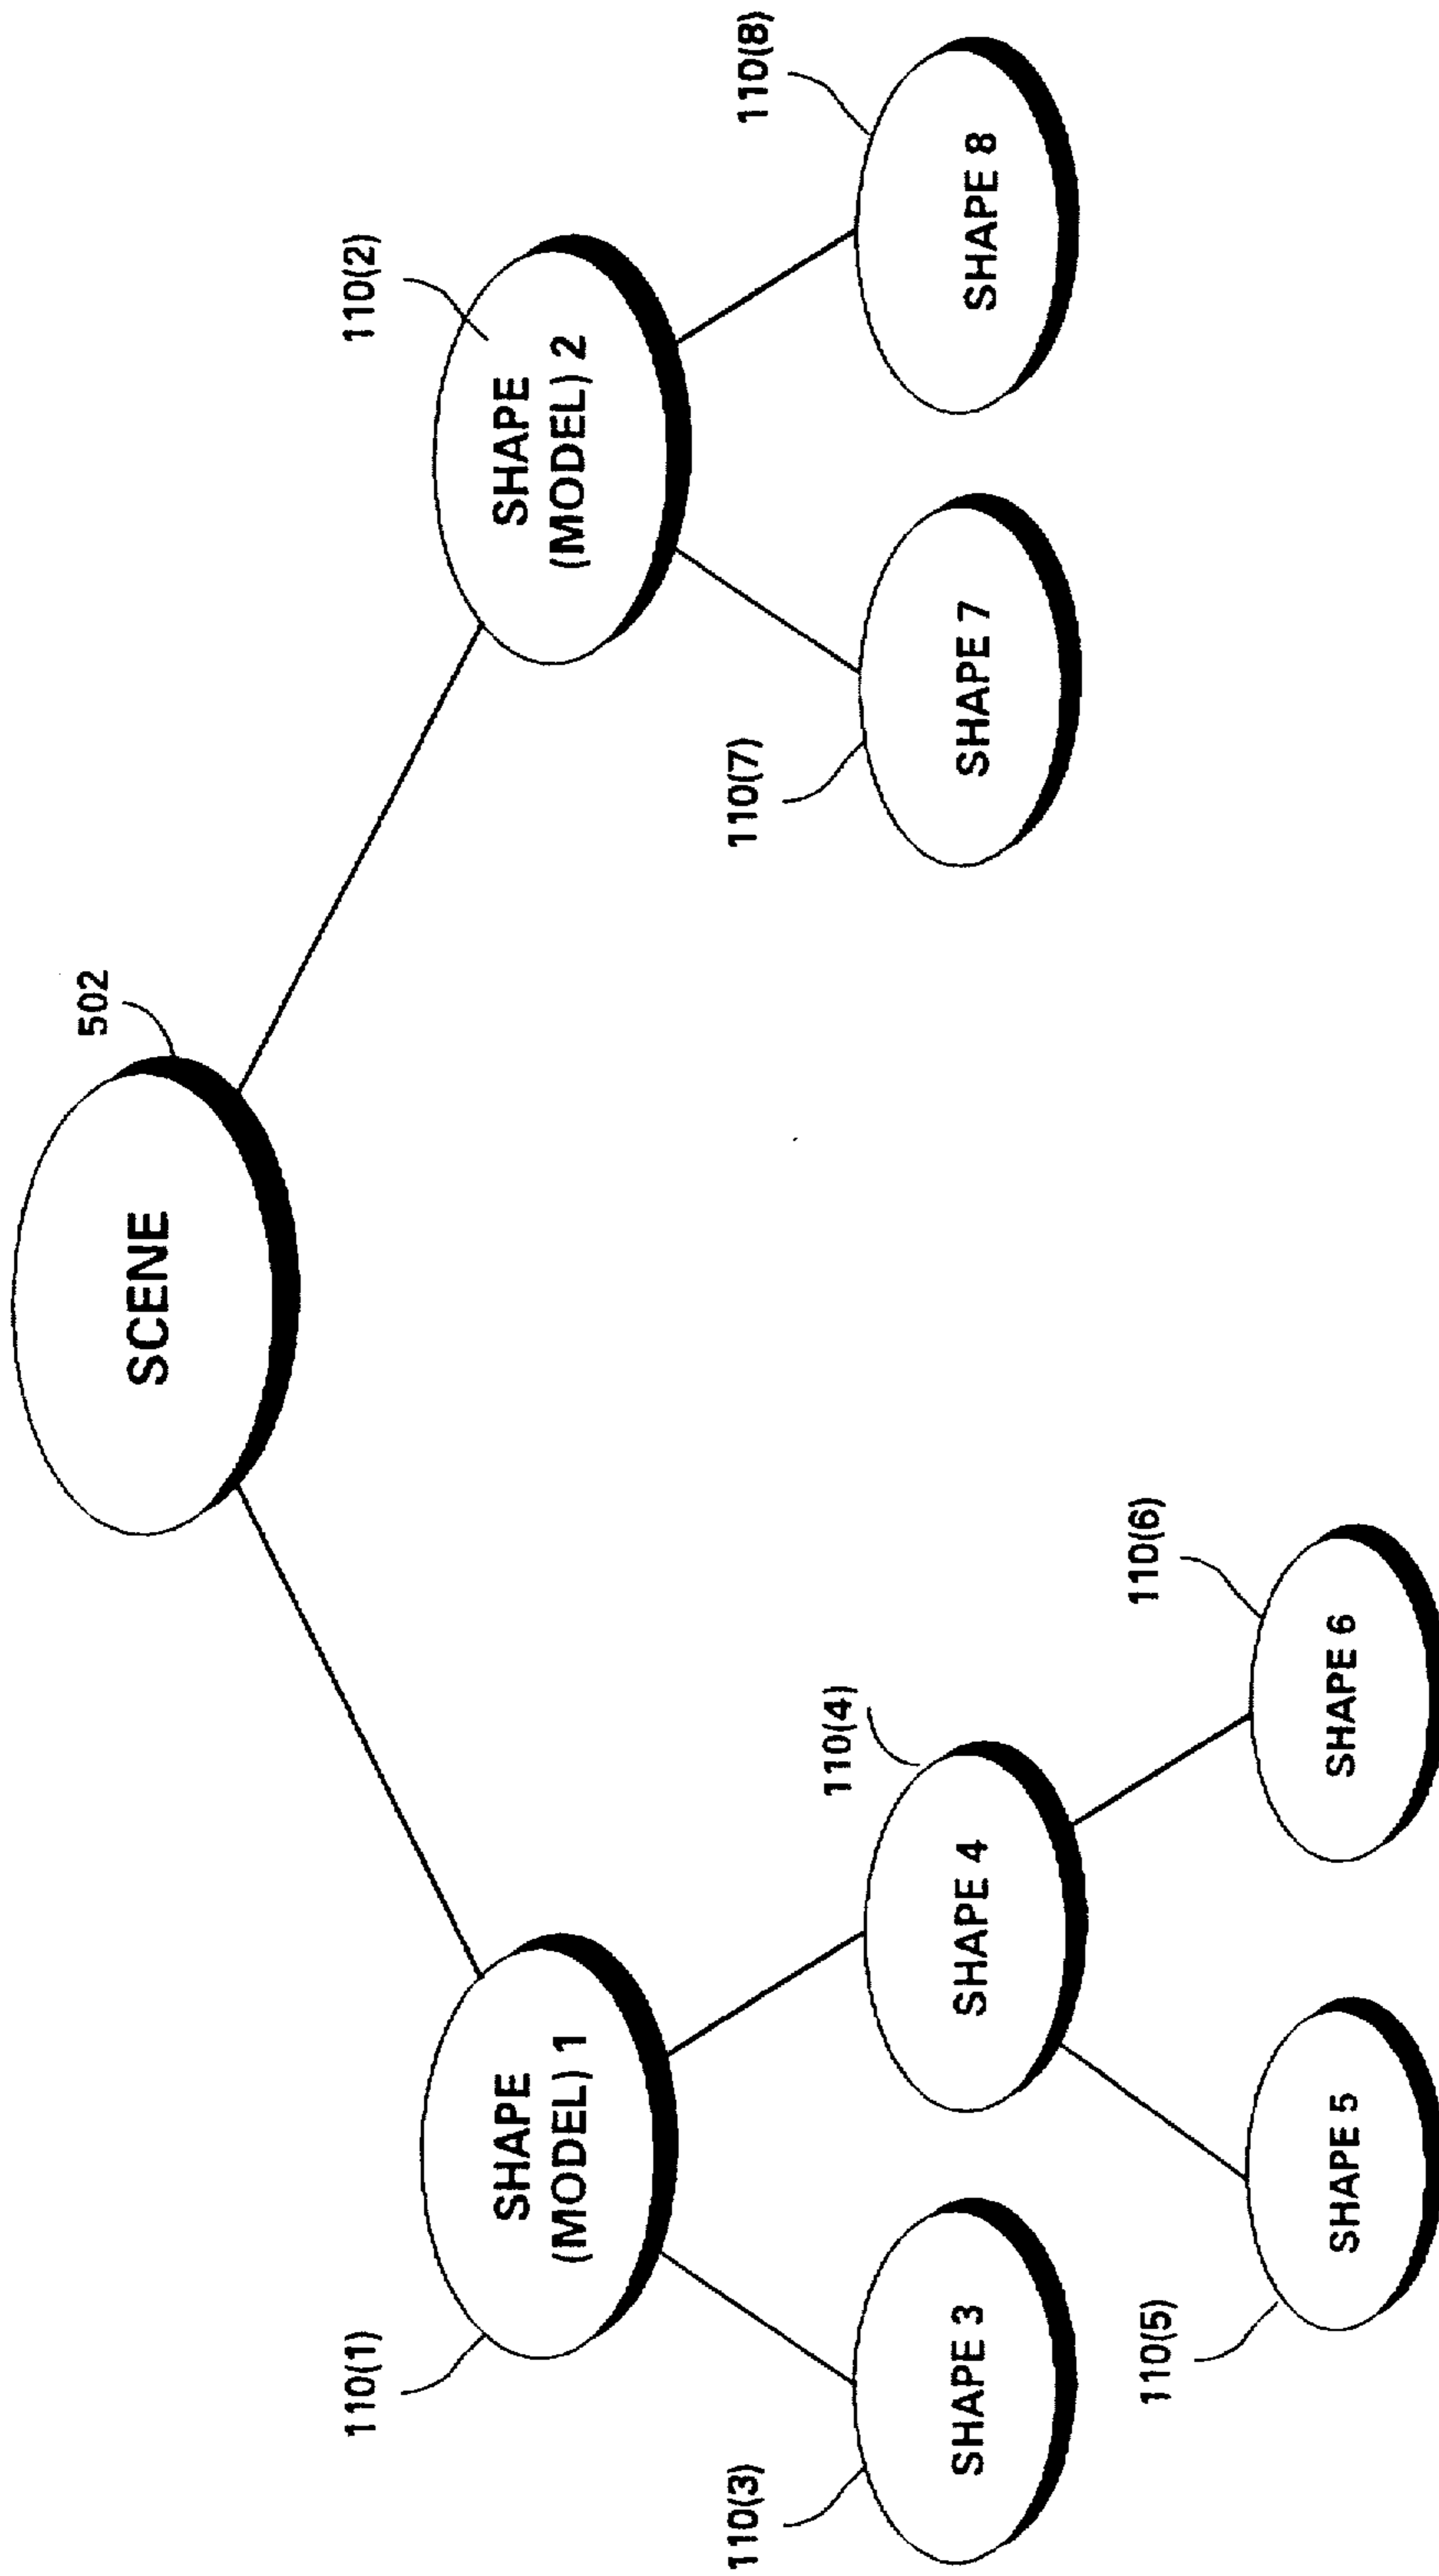 502
SCENE
110(1)
SHAPE
(MODEL) 1
110(2)
SHAPE
(MODEL) 2
110(3)
SHAPE 3
110(4)
SHAPE 4
110(7)
SHAPE 7
110(8)
SHAPE 8
110(5)
SHAPE 5
110(6)
SHAPE 6